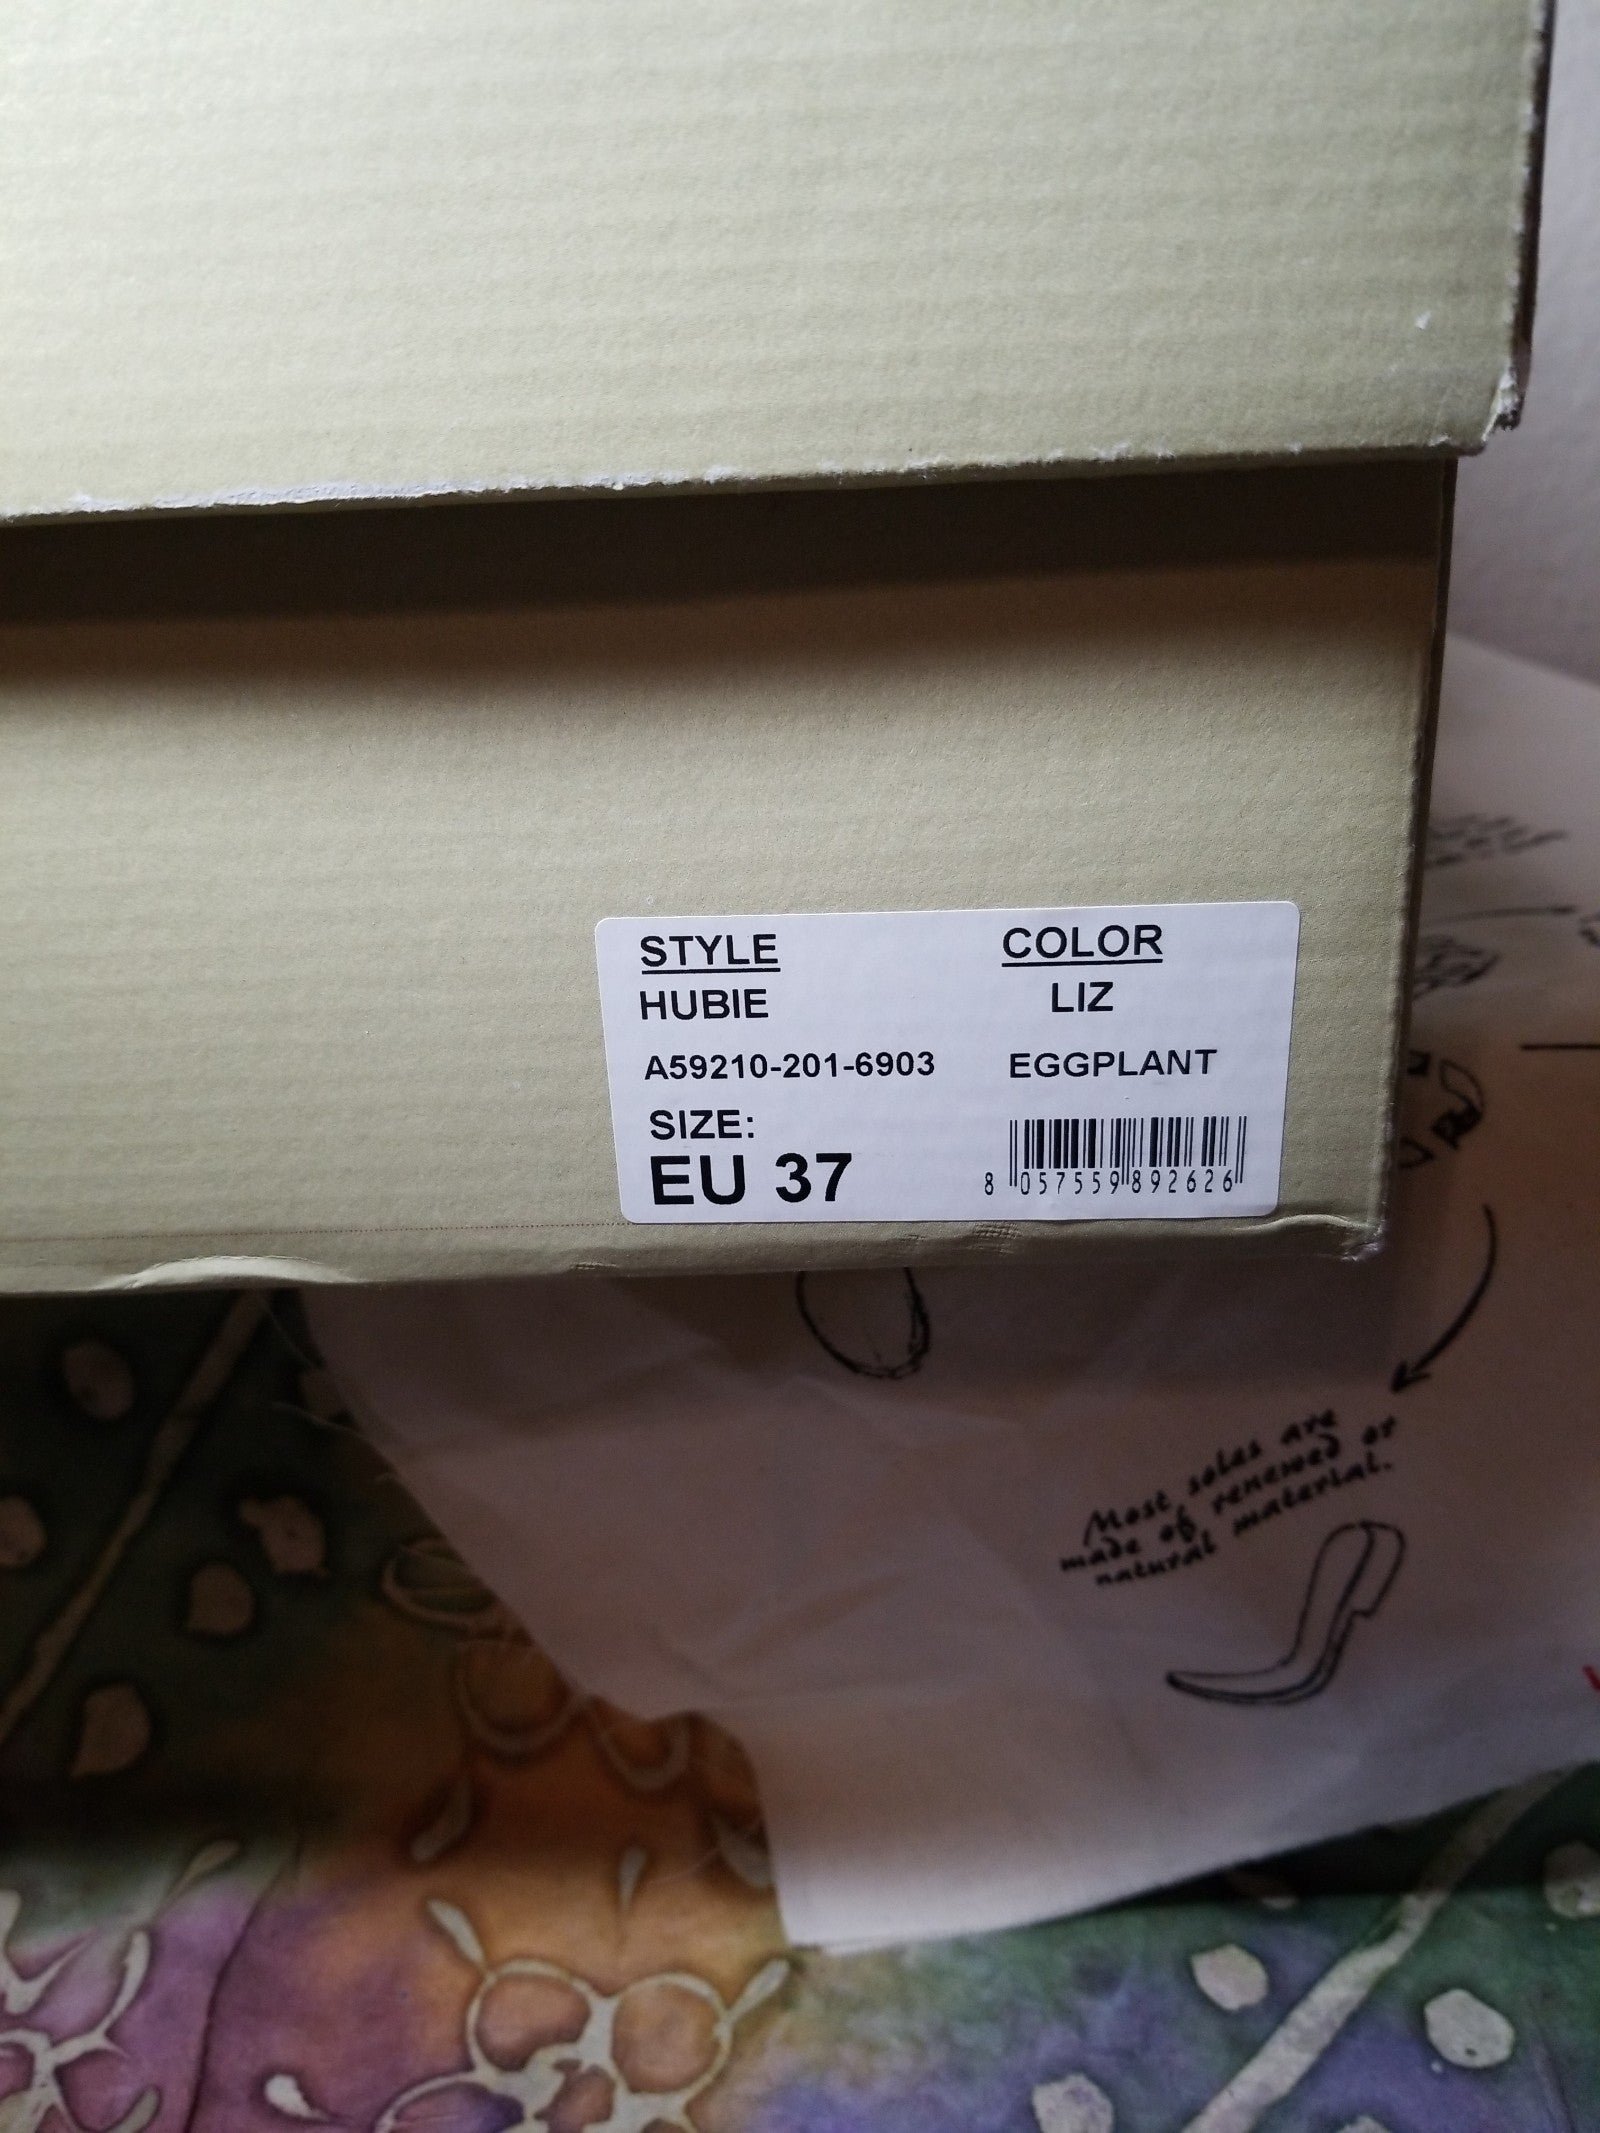 STYLE COLOR
HUBIE LIZ
A59210-201-6903 EGGPLANT
SIZE:
EU 37
8 057559 892626
Most soles are
made of renewed or
natural material.